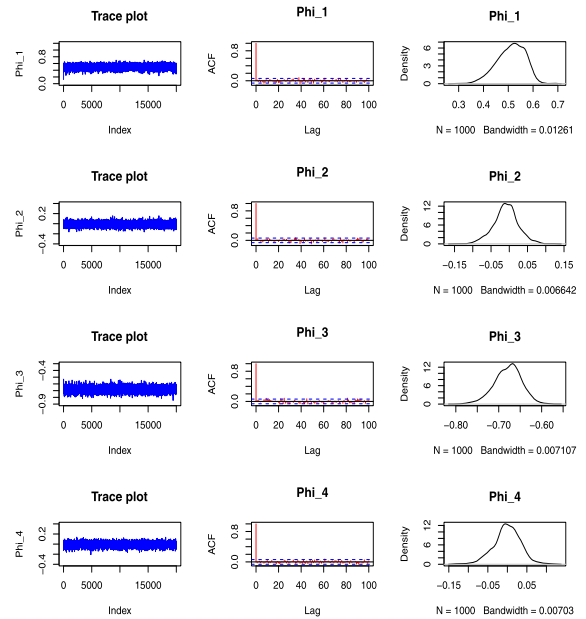 Trace plot
Phi_1
Phi_1
Phi_1
0.0 0.4 0.8
0 5000 15000
Index
ACF
0.0 0.4 0.8
0 20 40 60 80 100
Lag
Density
0 3 6
0.3 0.4 0.5 0.6 0.7
N = 1000 Bandwidth = 0.01261
Trace plot
Phi_2
Phi_2
Phi_2
−0.4 0.2
0 5000 15000
Index
ACF
0.0 0.8
0 20 40 60 80 100
Lag
Density
0 6 12
−0.15 −0.05 0.05 0.15
N = 1000 Bandwidth = 0.006642
Trace plot
Phi_3
Phi_3
Phi_3
−0.9 −0.4
0 5000 15000
Index
ACF
0.0 0.8
0 20 40 60 80 100
Lag
Density
0 6 12
−0.80 −0.70 −0.60
N = 1000 Bandwidth = 0.007107
Trace plot
Phi_4
Phi_4
Phi_4
−0.4 0.2
0 5000 15000
Index
ACF
0.0 0.8
0 20 40 60 80 100
Lag
Density
0 6 12
−0.15 −0.05 0.05
N = 1000 Bandwidth = 0.00703